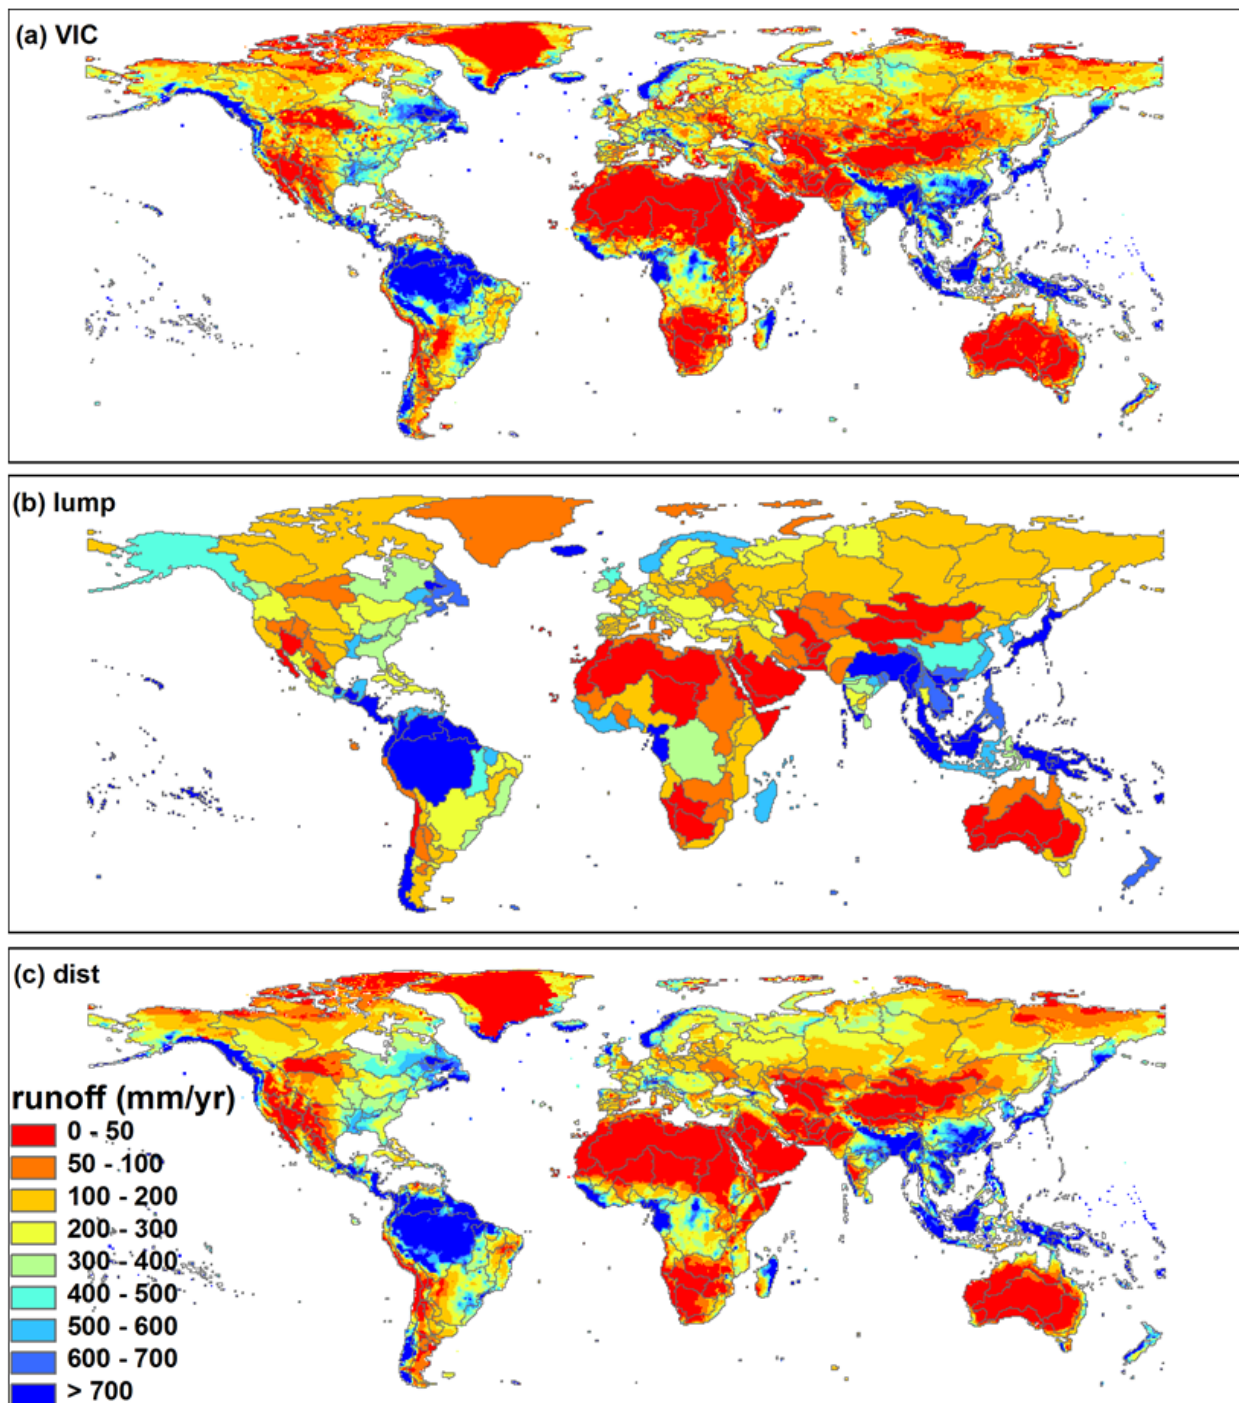 (a) VIC
(b) lump
(c) dist
runoff (mm/yr)
0 - 50
50 - 100
100 - 200
200 - 300
300 - 400
400 - 500
500 - 600
600 - 700
> 700